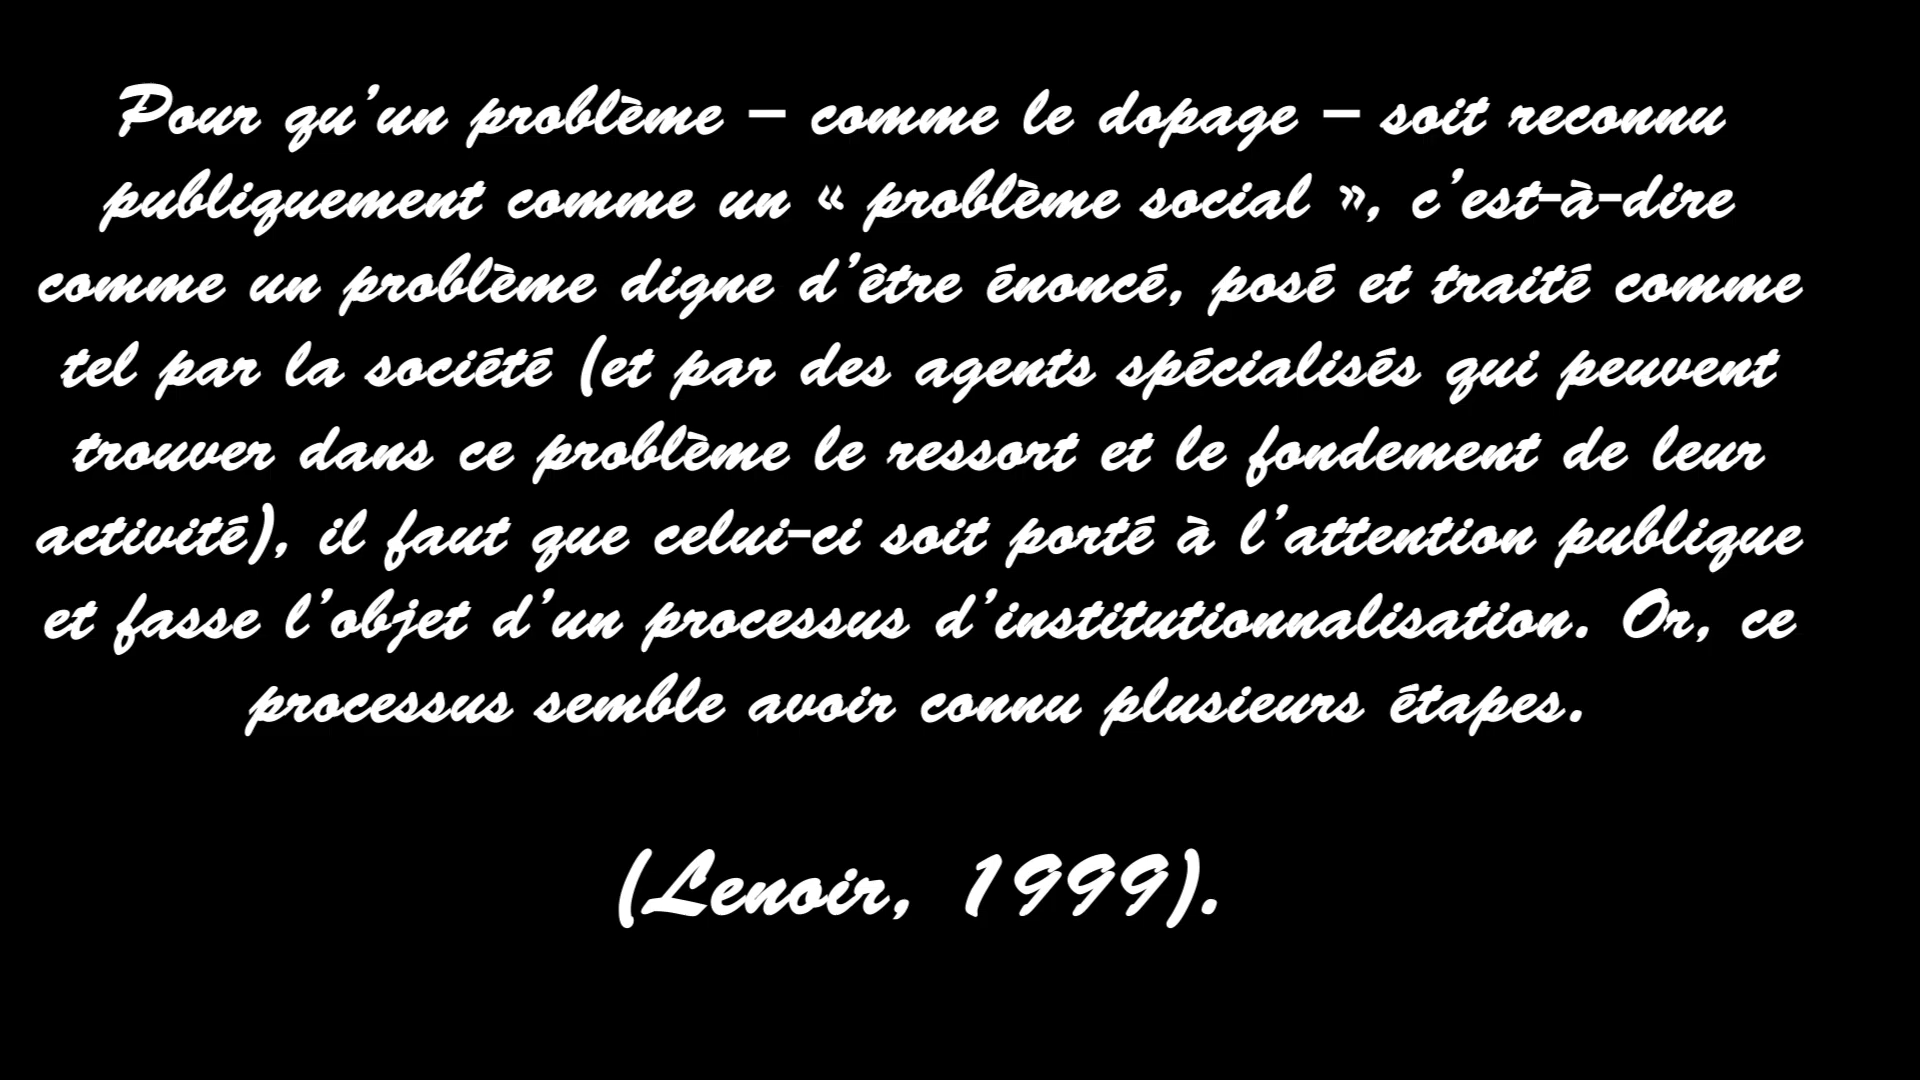 Pour qu’un problème – comme le dopage – soit reconnu
publiquement comme un « problème social », c’est-à-dire
comme un problème digne d’être énoncé, posé et traité comme
tel par la société (et par des agents spécialisés qui peuvent
trouver dans ce problème le ressort et le fondement de leur
activité), il faut que celui-ci soit porté à l’attention publique
et fasse l’objet d’un processus d’institutionnalisation. Or, ce
processus semble avoir connu plusieurs étapes.
(Lenoir, 1999).